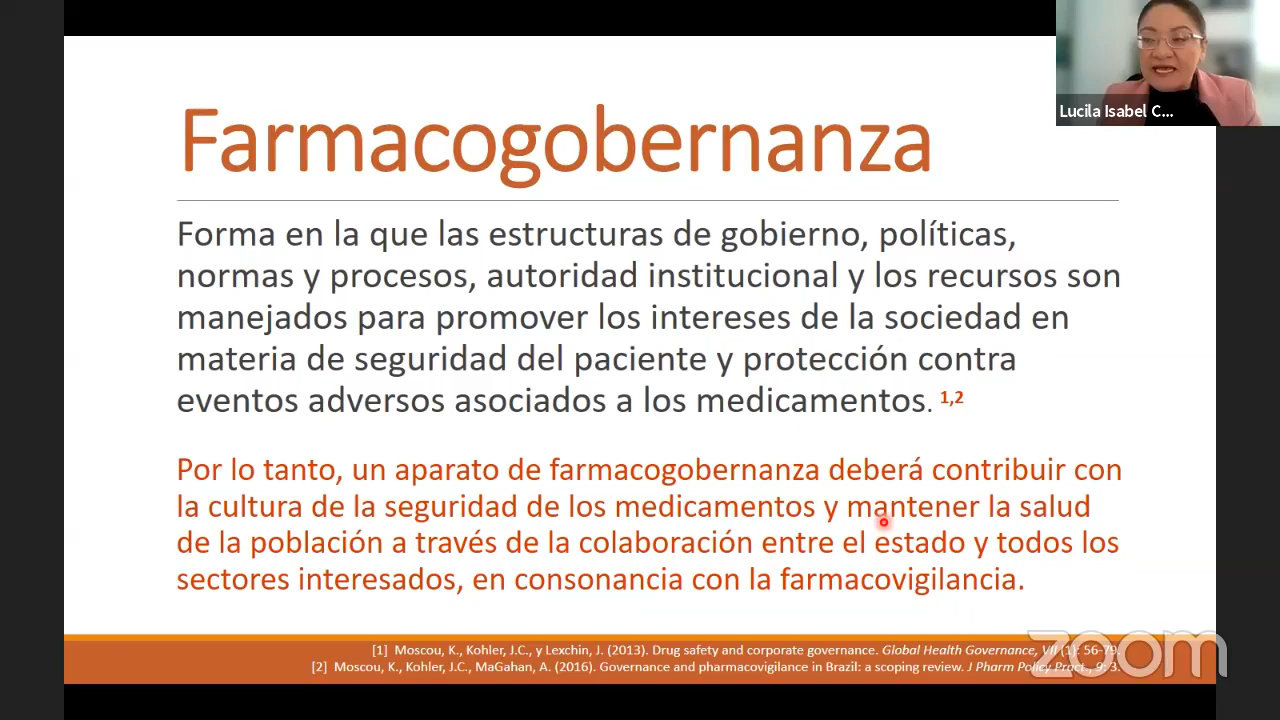 Lucila Isabel C...
Farmacogobernanza
Forma en la que las estructuras de gobierno, políticas,
normas y procesos, autoridad institucional y los recursos son
manejados para promover los intereses de la sociedad en
materia de seguridad del paciente y protección contra
eventos adversos asociados a los medicamentos. 1,2
Por lo tanto, un aparato de farmacogobernanza deberá contribuir con
la cultura de la seguridad de los medicamentos y mantener la salud
de la población a través de la colaboración entre el estado y todos los
sectores interesados, en consonancia con la farmacovigilancia.
[1] Moscou, K., Kohler, J.C., y Lexchin, J. (2013). Drug safety and corporate governance. Global Health Governance, VII (1): 56-79.
[2] Moscou, K., Kohler, J.C., MaGahan, A. (2016). Governance and pharmacovigilance in Brazil: a scoping review. J Pharm Policy Pract., 9: 3.
zoom